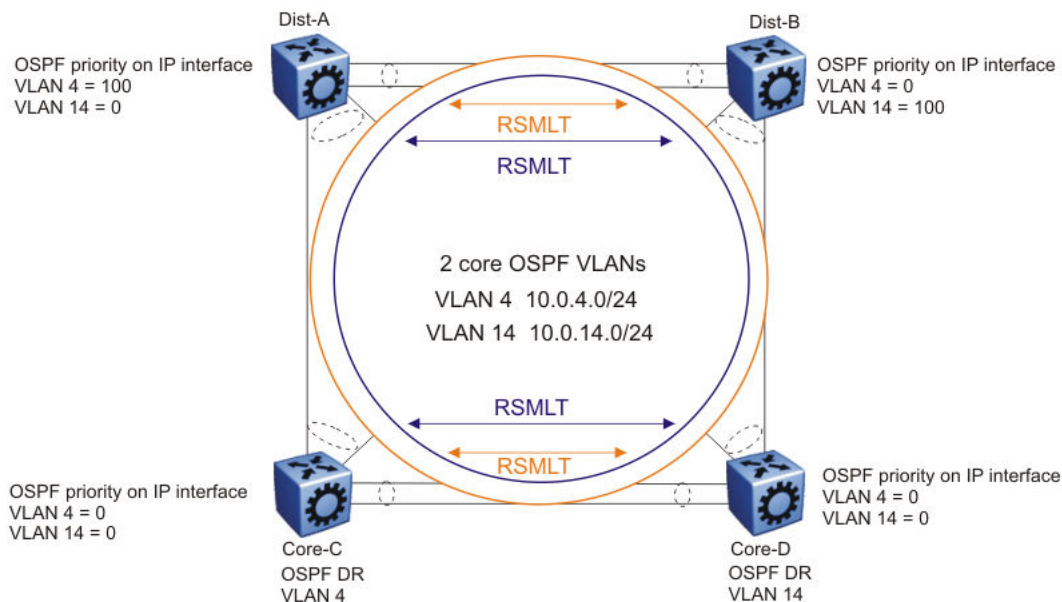 Dist-A
OSPF priority on IP interface
VLAN 4 = 100
VLAN 14 = 0
Dist-B
OSPF priority on IP interface
VLAN 4 = 0
VLAN 14 = 100
RSMLT
RSMLT
2 core OSPF VLANs
VLAN 4 10.0.4.0/24
VLAN 14 10.0.14.0/24
RSMLT
RSMLT
OSPF priority on IP interface
VLAN 4 = 0
VLAN 14 = 0
Core-C
OSPF DR
VLAN 4
OSPF priority on IP interface
VLAN 4 = 0
VLAN 14 = 0
Core-D
OSPF DR
VLAN 14